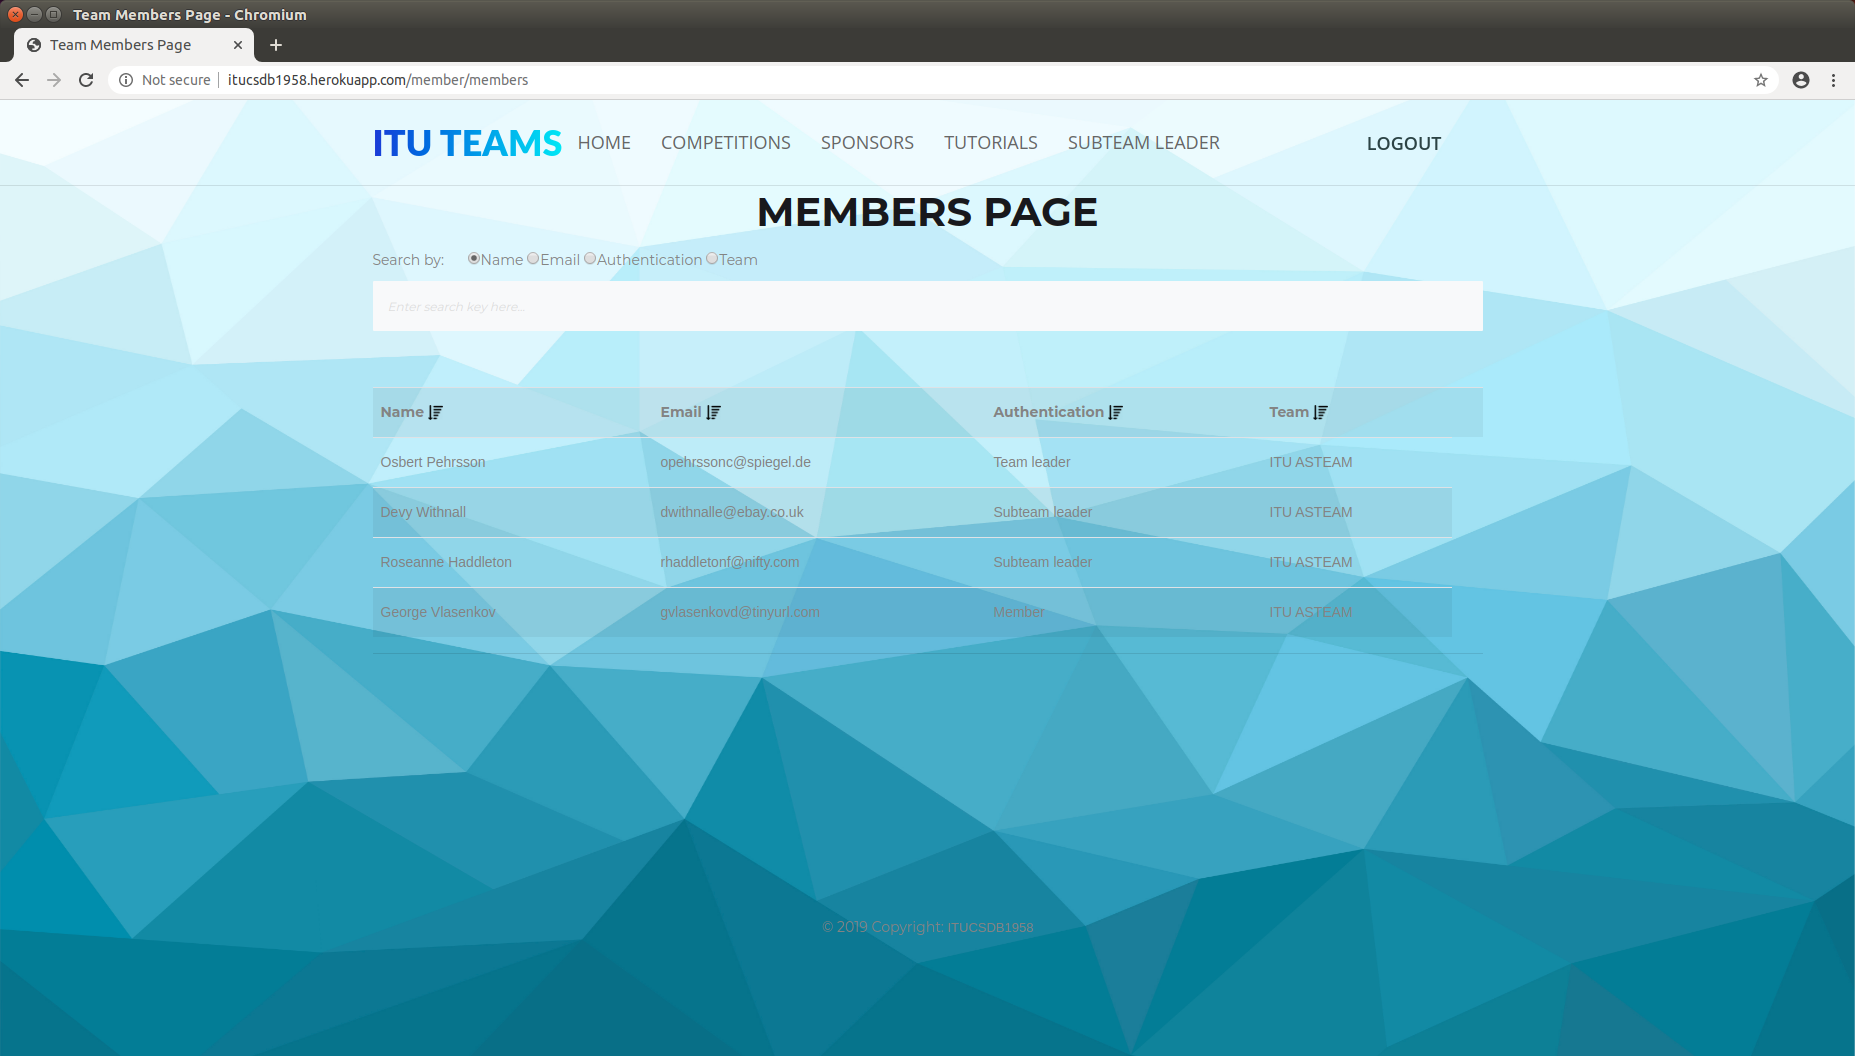 Team Members Page - Chromium
Team Members Page
Not secure itucsdb1958.herokuapp.com/member/members
ITU TEAMS HOME COMPETITIONS SPONSORS TUTORIALS SUBTEAM LEADER LOGOUT
MEMBERS PAGE
Search by: Name Email Authentication Team
Enter search key here...
Name Email Authentication Team
Osbert Pehrsson opehrssonc@spiegel.de Team leader ITU ASTEAM
Devy Withnall dwithnalle@ebay.co.uk Subteam leader ITU ASTEAM
Roseanne Haddleton rhaddletonf@nifty.com Subteam leader ITU ASTEAM
George Vlasenkov gvlasenkovd@tinyurl.com Member ITU ASTEAM
© 2019 Copyright: ITUCSDB1958